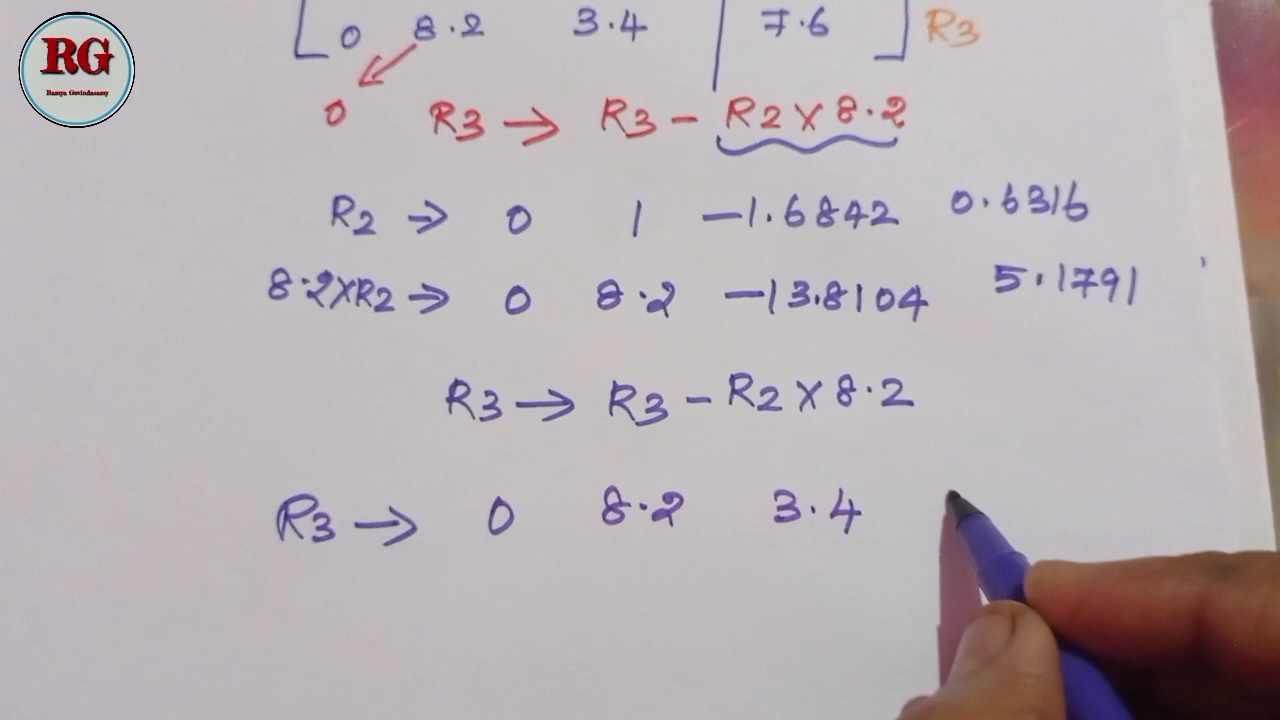 RG
Ramya Govindasamy
0 8.2 3.4 7.6 R3
0 R3 → R3 - R2 X 8.2
R2 → 0 1 -1.6842 0.6316
8.2XR2 → 0 8.2 -13.8104 5.1791
R3 → R3 - R2 X 8.2
R3 → 0 8.2 3.4